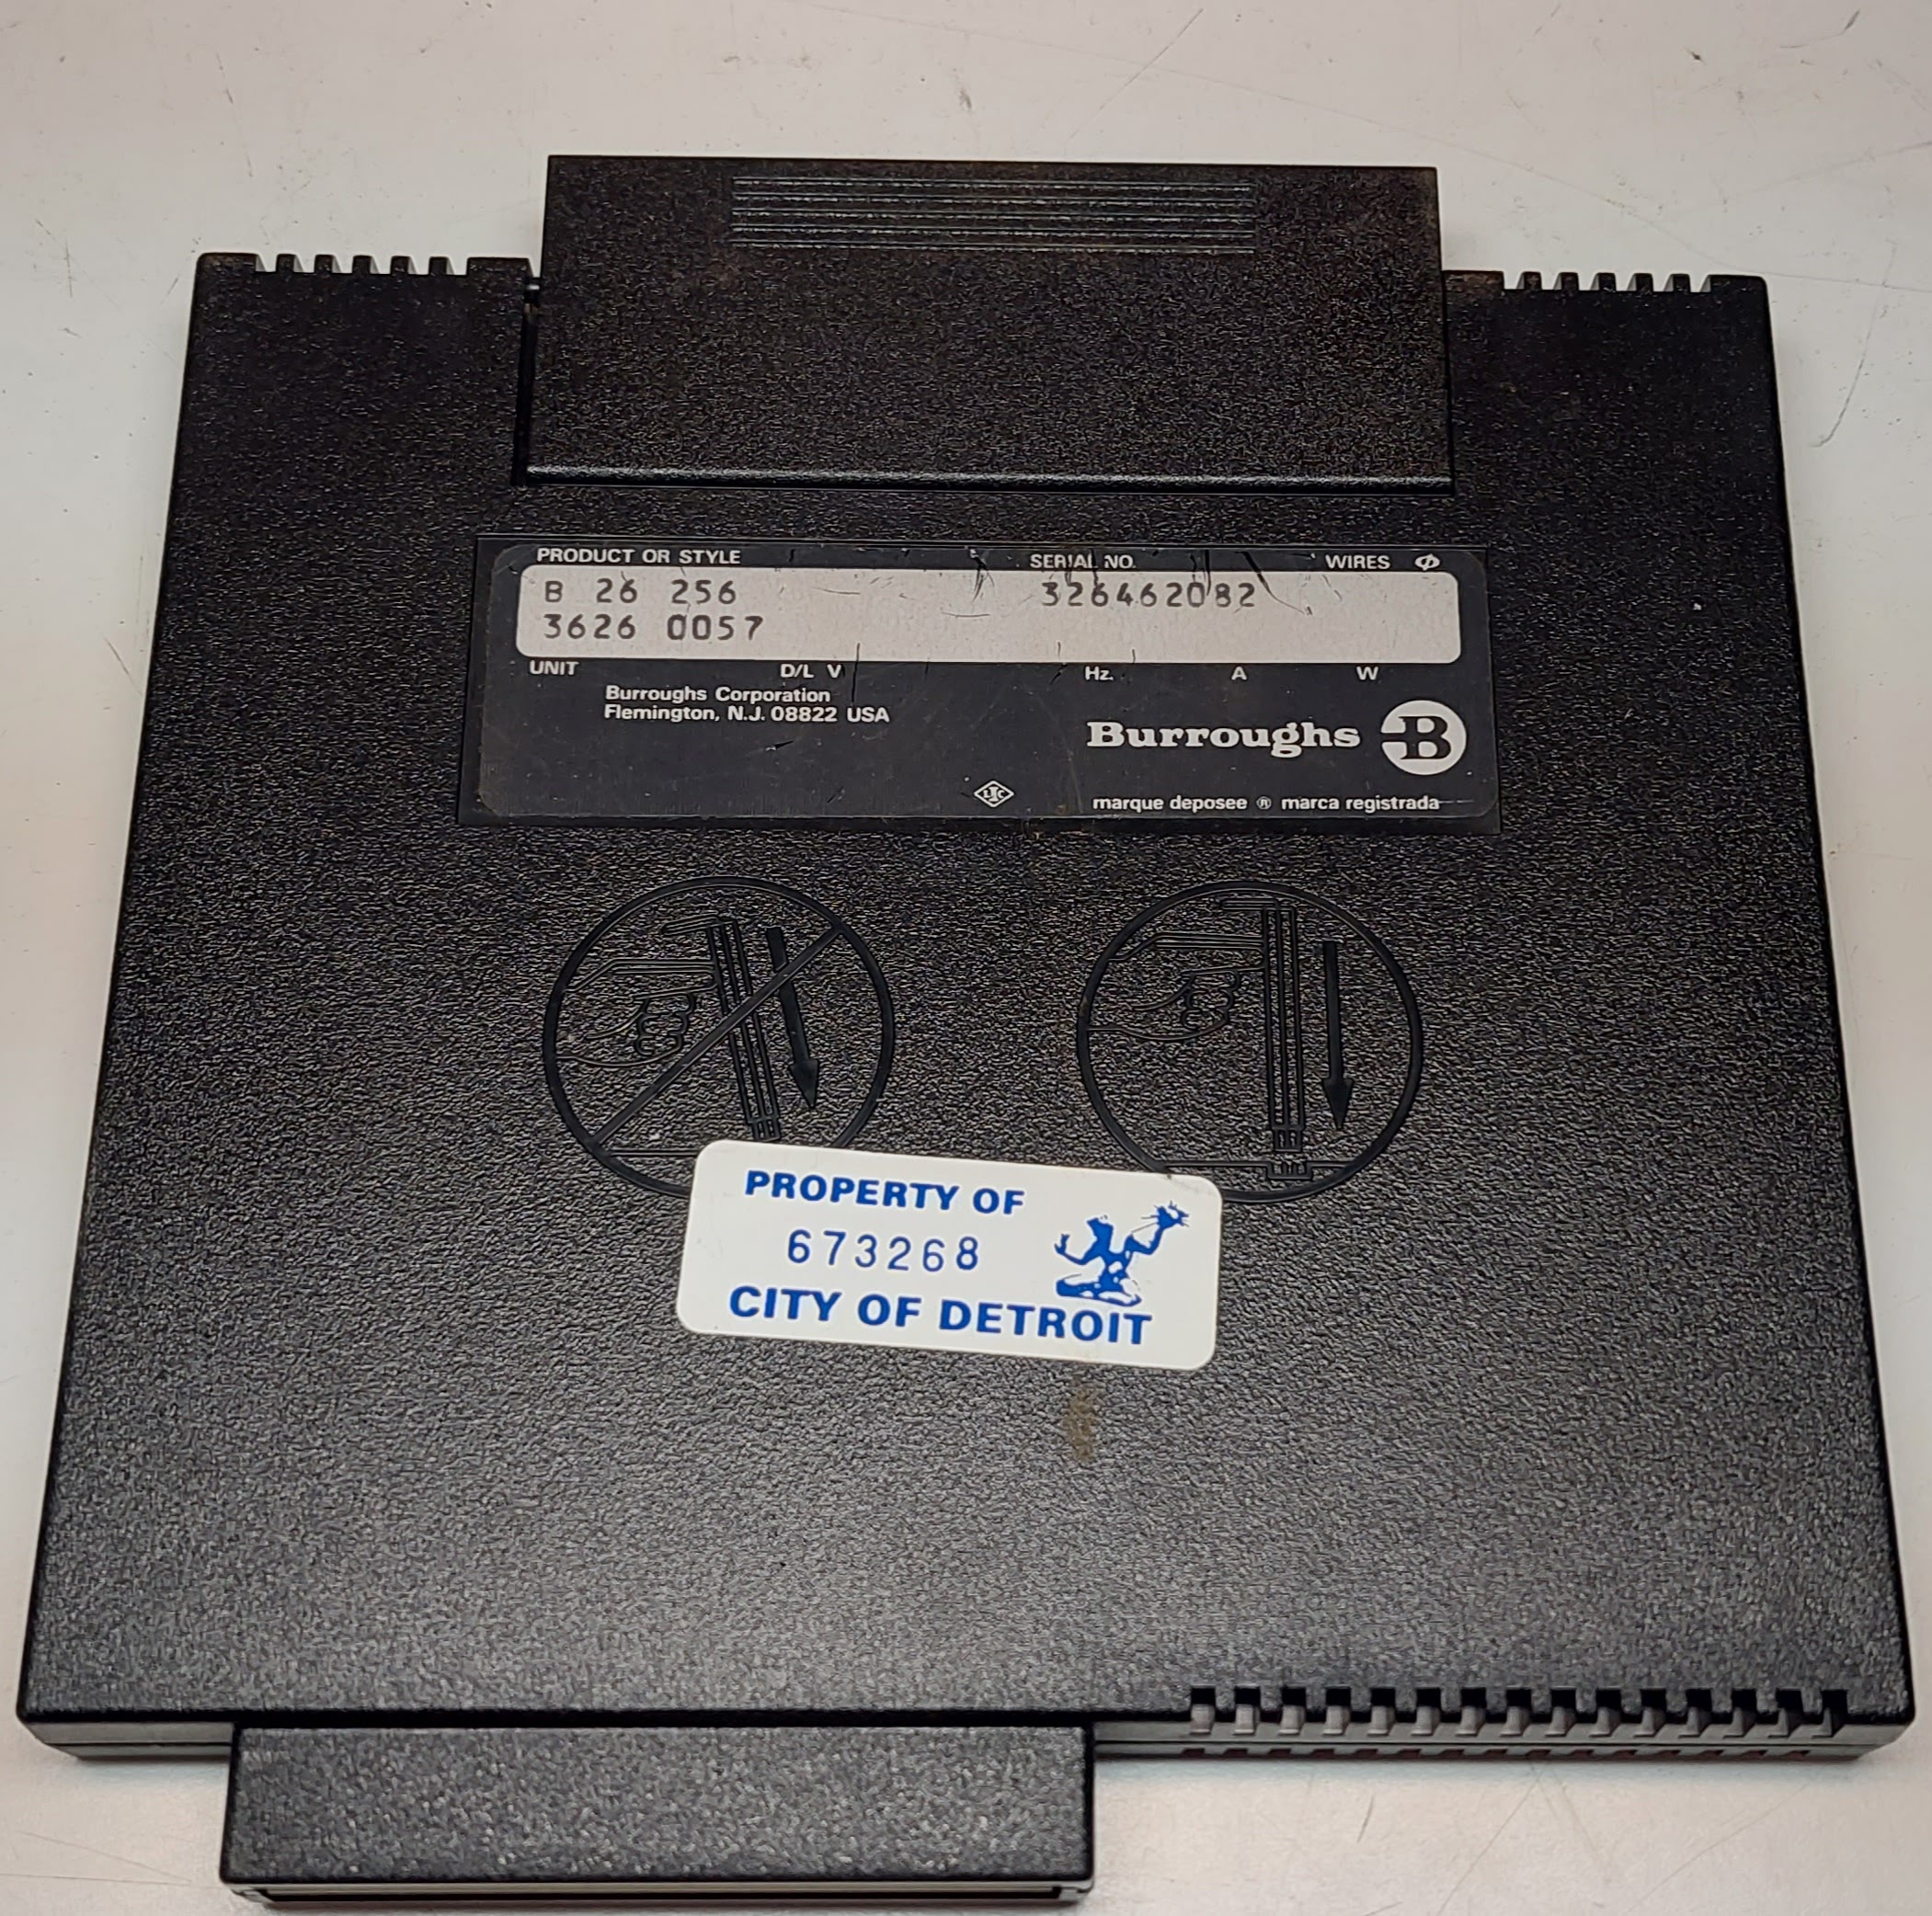 PRODUCT OR STYLE SERIAL NO. WIRES Φ
B 26 256 326462082
3626 0057
UNIT D/L V Hz. A W
Burroughs Corporation
Flemington, N.J. 08822 USA
Burroughs B
LBC
marque deposee ® marca registrada
PROPERTY OF
673268
CITY OF DETROIT